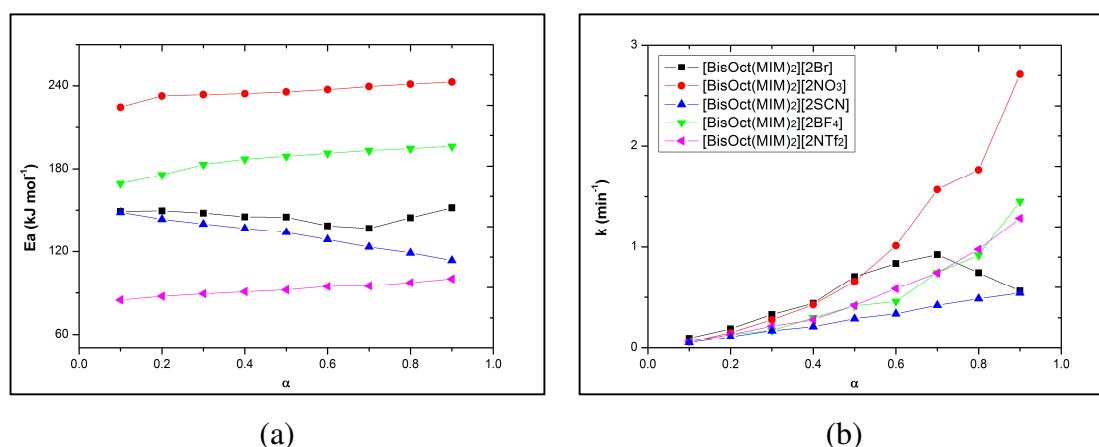 240
180
120
60
Ea (kJ mol⁻¹)
0.0 0.2 0.4 0.6 0.8 1.0
α
(a)
3
2
1
0
k (min⁻¹)
[BisOct(MIM)₂][2Br]
[BisOct(MIM)₂][2NO₃]
[BisOct(MIM)₂][2SCN]
[BisOct(MIM)₂][2BF₄]
[BisOct(MIM)₂][2NTf₂]
0.0 0.2 0.4 0.6 0.8 1.0
α
(b)